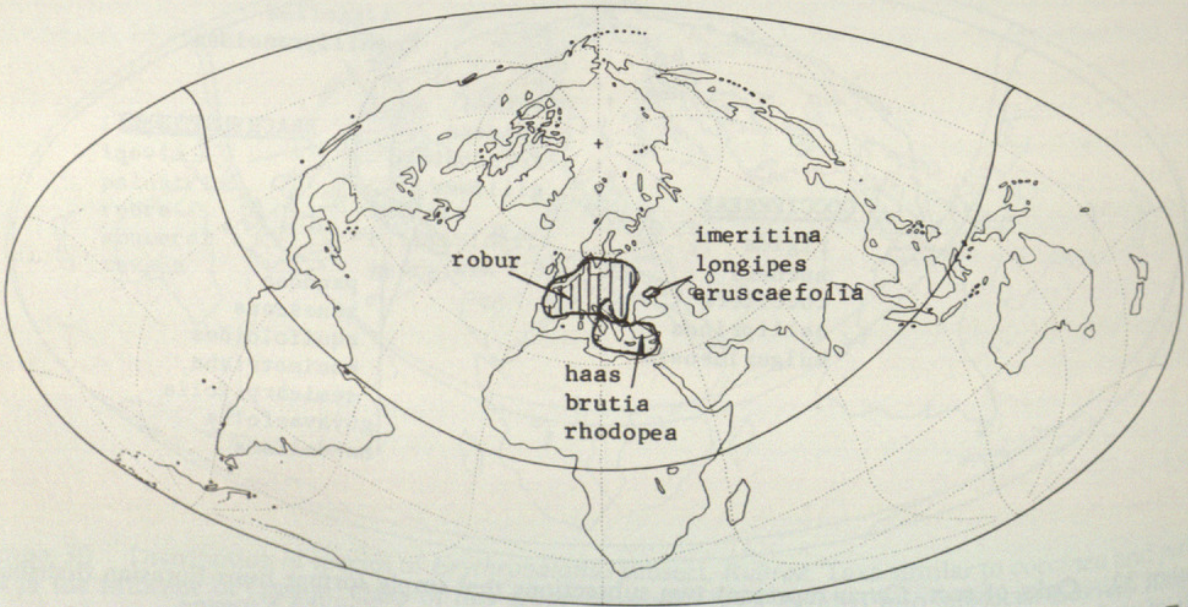 robur
imeritina
longipes
eruscaefolia
haas
brutia
rhodopea